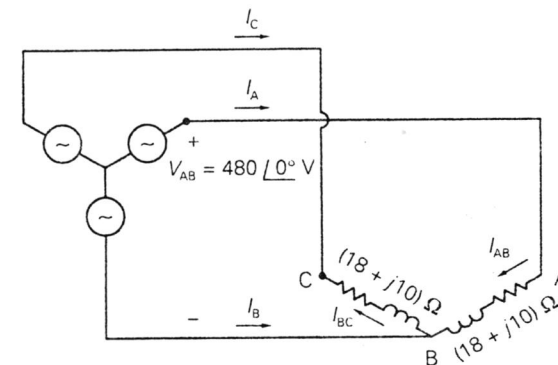 I_C
I_A
+
V_AB = 480 ∠0° V
~
~
~
I_AB
C
(18 + j10) Ω
−
I_B
I_BC
B
(18 + j10) Ω